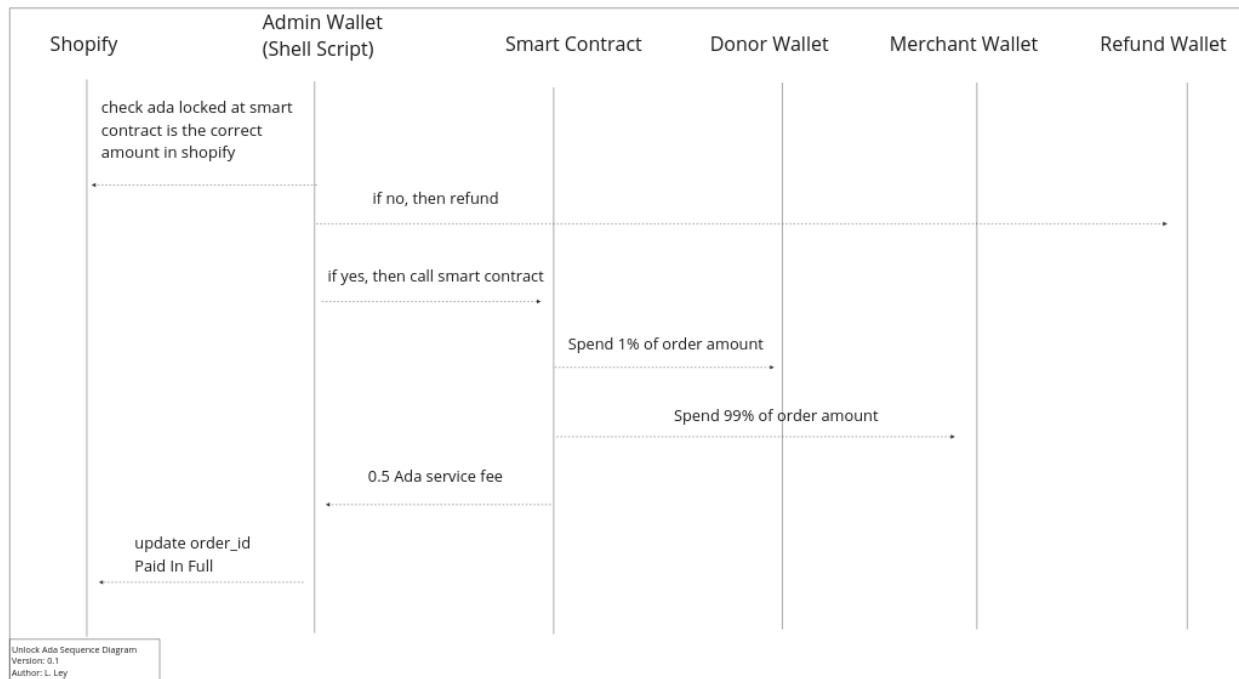 Shopify
Admin Wallet
(Shell Script)
Smart Contract
Donor Wallet
Merchant Wallet
Refund Wallet
check ada locked at smart
contract is the correct
amount in shopify
if no, then refund
if yes, then call smart contract
Spend 1% of order amount
Spend 99% of order amount
0.5 Ada service fee
update order_id
Paid In Full
Unlock Ada Sequence Diagram
Version: 0.1
Author: L. Ley